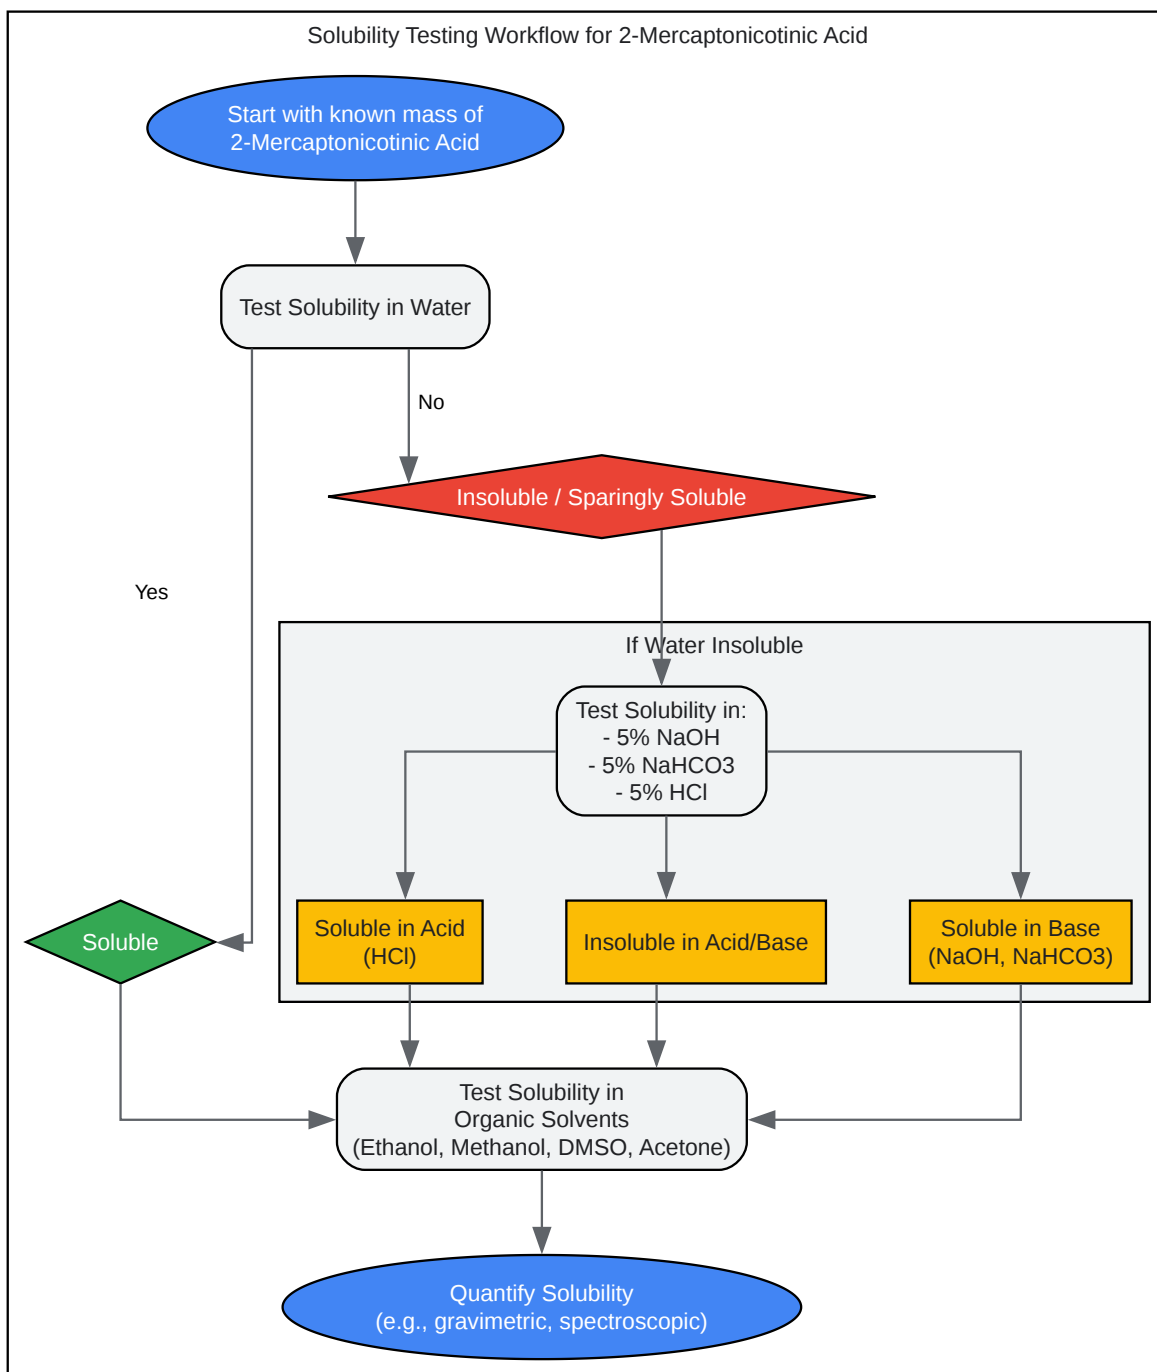 Solubility Testing Workflow for 2-Mercaptonicotinic Acid
Start with known mass of
2-Mercaptonicotinic Acid
Test Solubility in Water
No
Insoluble / Sparingly Soluble
Yes
If Water Insoluble
Test Solubility in:
- 5% NaOH
- 5% NaHCO3
- 5% HCl
Soluble
Soluble in Acid
(HCl)
Insoluble in Acid/Base
Soluble in Base
(NaOH, NaHCO3)
Test Solubility in
Organic Solvents
(Ethanol, Methanol, DMSO, Acetone)
Quantify Solubility
(e.g., gravimetric, spectroscopic)